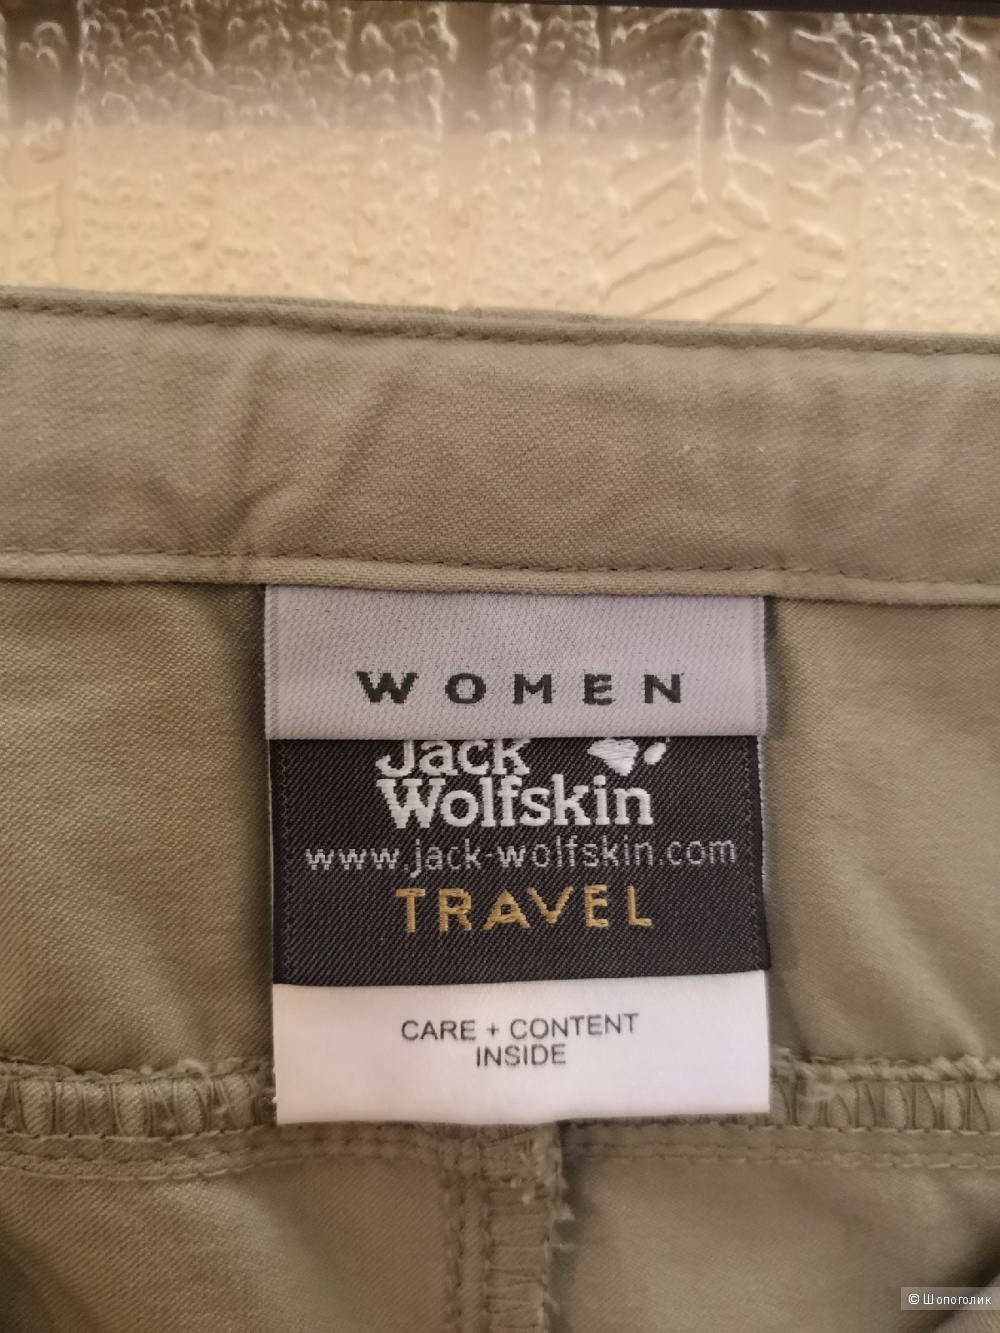 WOMEN
Jack
Wolfskin
www.jack-wolfskin.com
TRAVEL
CARE + CONTENT
INSIDE
© Шопоголик